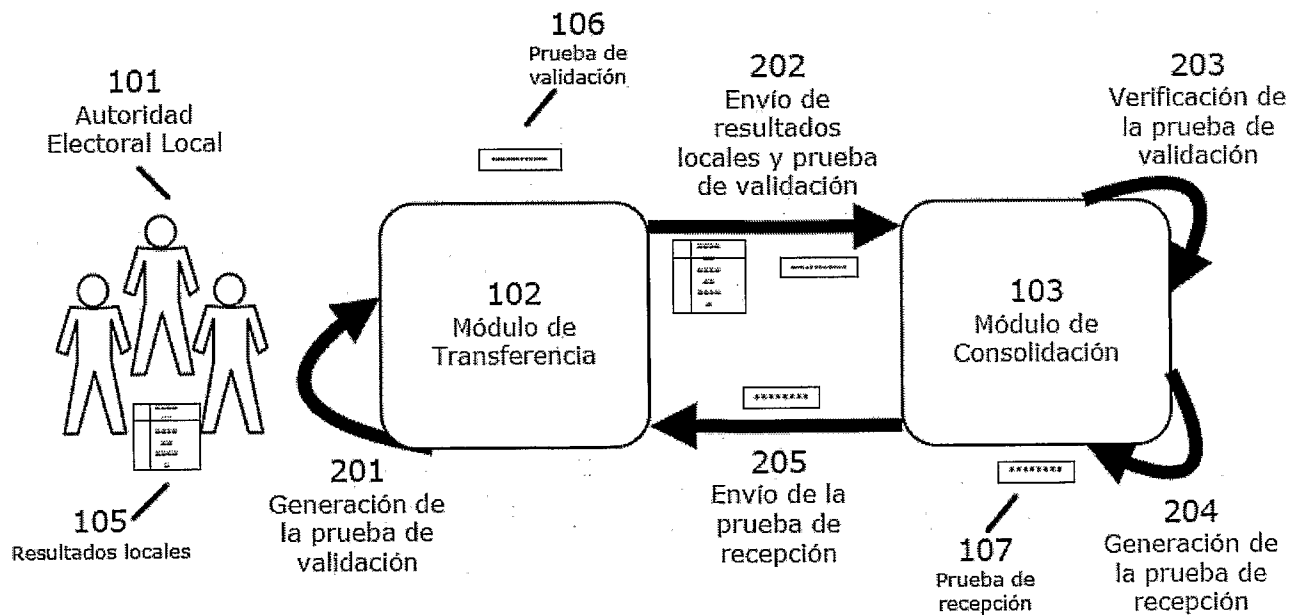 106
Prueba de
validación
101
Autoridad
Electoral Local
202
Envío de
resultados
locales y prueba
de validación
203
Verificación de
la prueba de
validación
102
Módulo de
Transferencia
103
Módulo de
Consolidación
********
201
Generación de
la prueba de
validación
205
Envío de la
prueba de
recepción
********
105
Resultados locales
107
Prueba de
recepción
204
Generación de
la prueba de
recepción